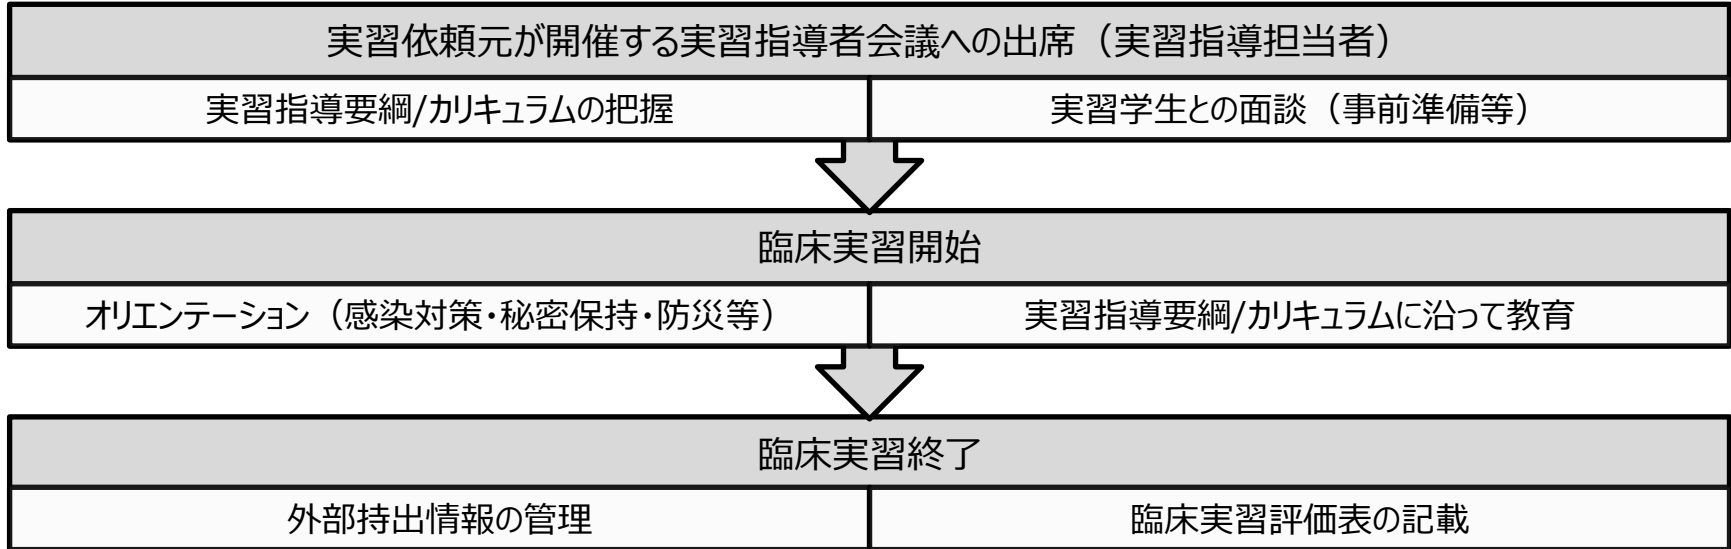 実習依頼元が開催する実習指導者会議への出席（実習指導担当者）
実習指導要綱/カリキュラムの把握
実習学生との面談（事前準備等）
臨床実習開始
オリエンテーション（感染対策・秘密保持・防災等）
実習指導要綱/カリキュラムに沿って教育
臨床実習終了
外部持出情報の管理
臨床実習評価表の記載